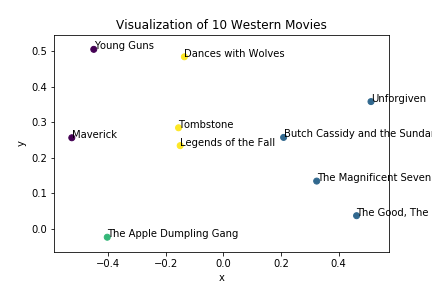 Visualization of 10 Western Movies
Young Guns
Dances with Wolves
Unforgiven
Tombstone
Maverick
Butch Cassidy and the Sundan
Legends of the Fall
The Magnificent Seven
The Good, The
The Apple Dumpling Gang
y
0.5
0.4
0.3
0.2
0.1
0.0
−0.4 −0.2 0.0 0.2 0.4
x